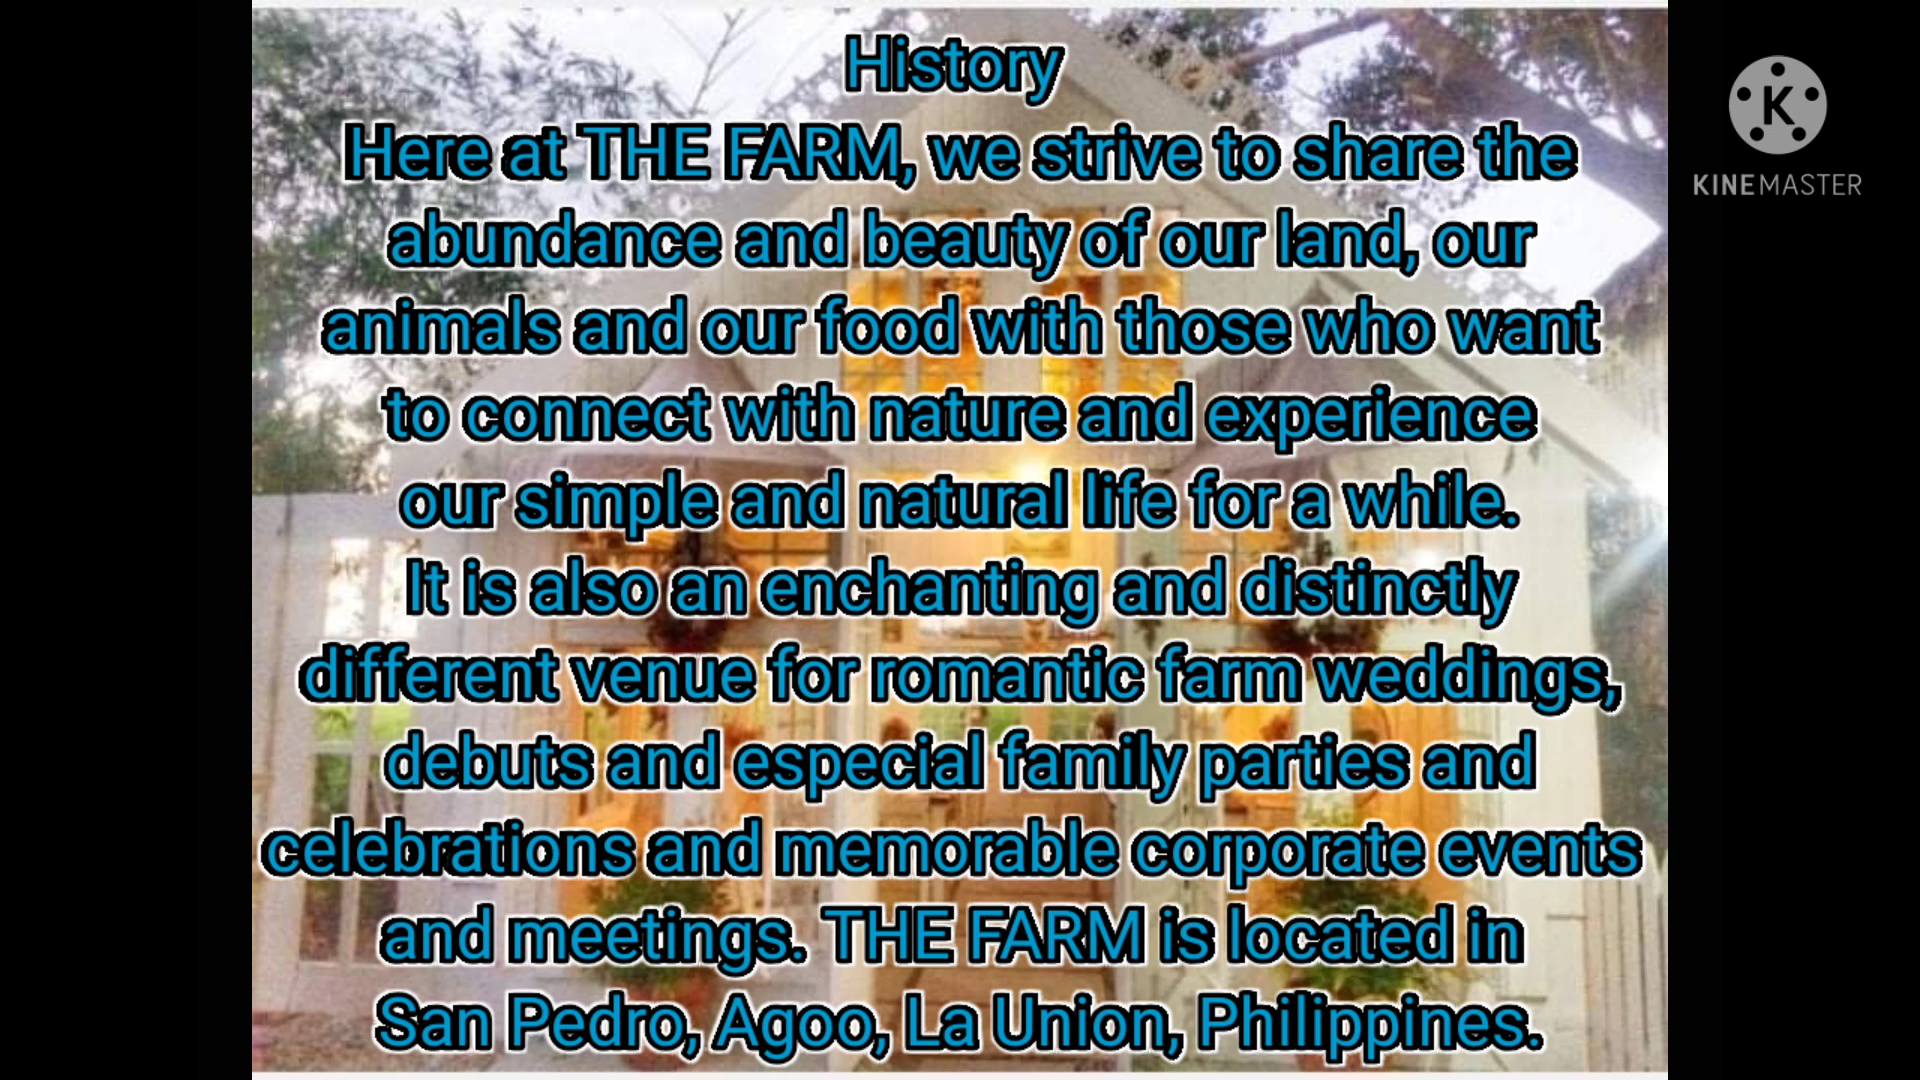 History
Here at THE FARM, we strive to share the
abundance and beauty of our land, our
animals and our food with those who want
to connect with nature and experience
our simple and natural life for a while.
It is also an enchanting and distinctly
different venue for romantic farm weddings,
debuts and especial family parties and
celebrations and memorable corporate events
and meetings. THE FARM is located in
San Pedro, Agoo, La Union, Philippines.
K
KINEMASTER